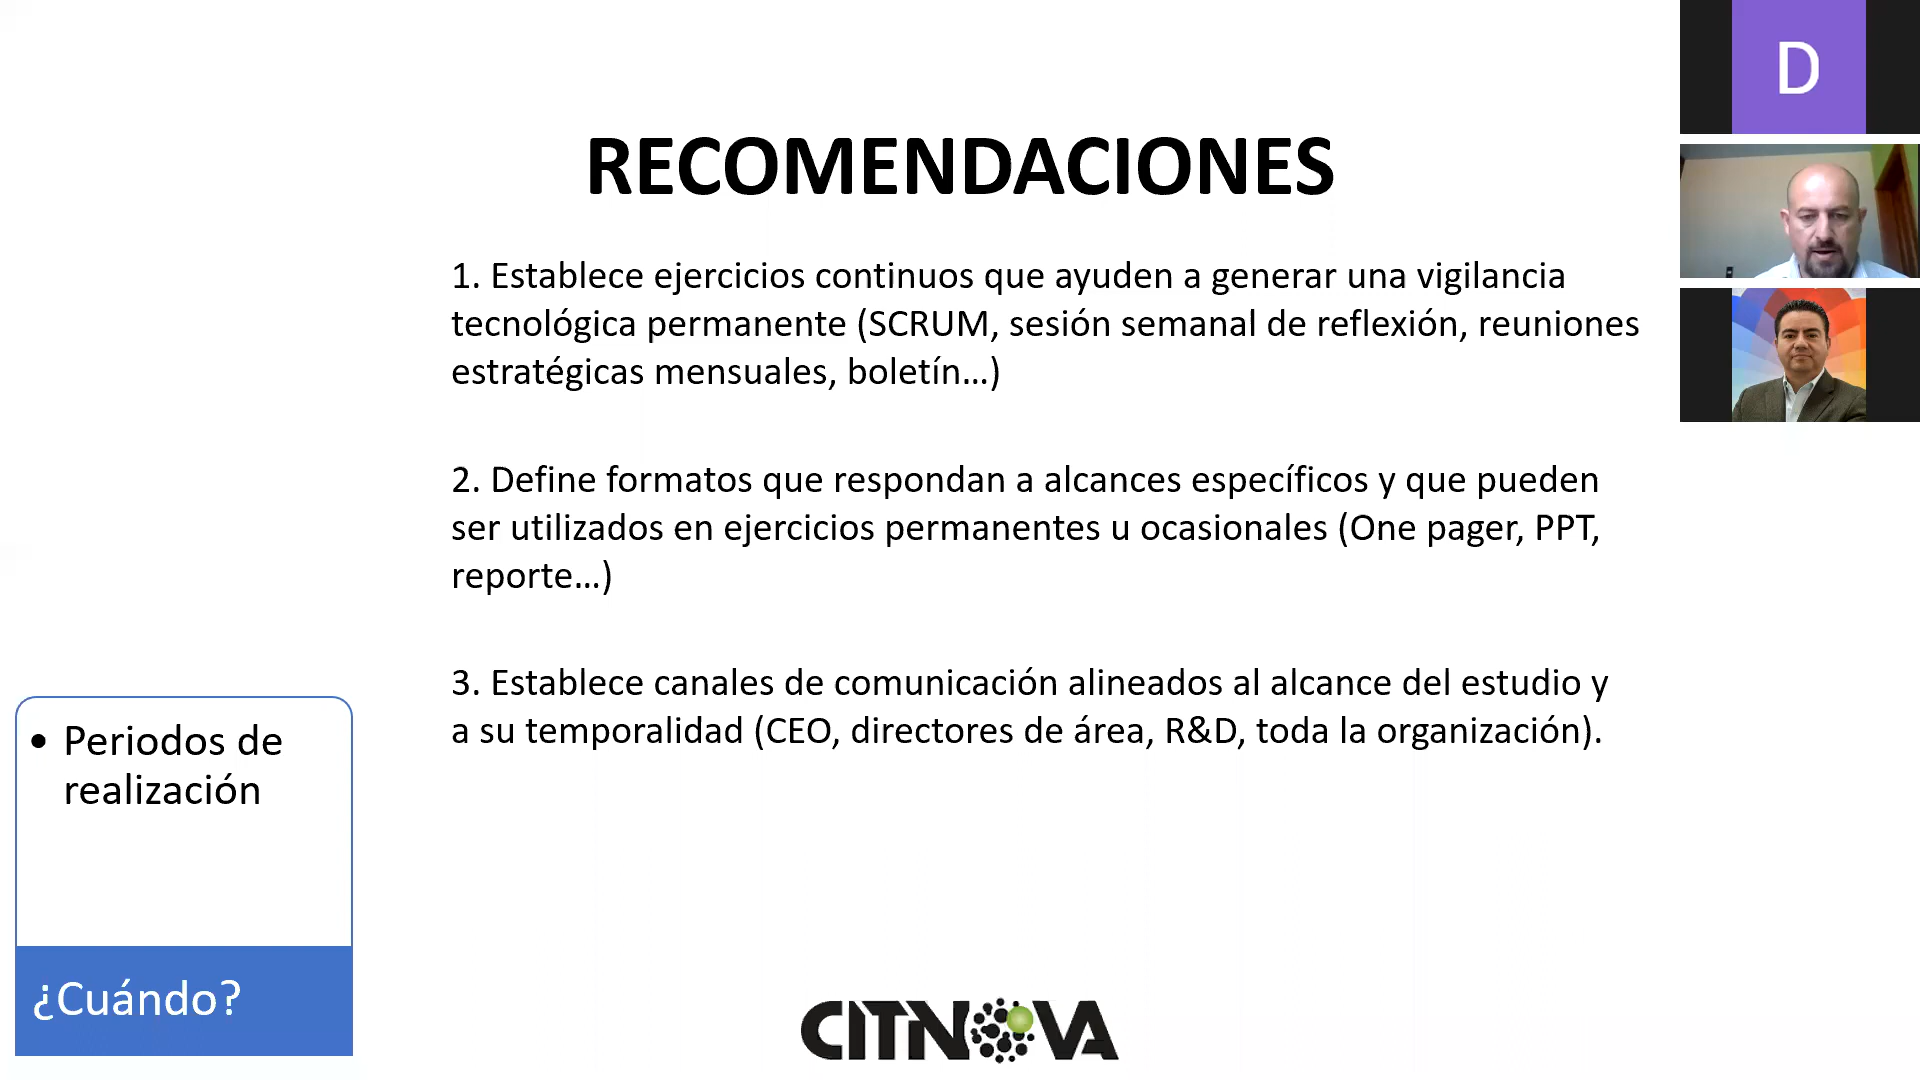 D
RECOMENDACIONES
1. Establece ejercicios continuos que ayuden a generar una vigilancia
tecnológica permanente (SCRUM, sesión semanal de reflexión, reuniones
estratégicas mensuales, boletín…)
2. Define formatos que respondan a alcances específicos y que pueden
ser utilizados en ejercicios permanentes u ocasionales (One pager, PPT,
reporte…)
3. Establece canales de comunicación alineados al alcance del estudio y
a su temporalidad (CEO, directores de área, R&D, toda la organización).
• Periodos de
realización
¿Cuándo?
CITNOVA